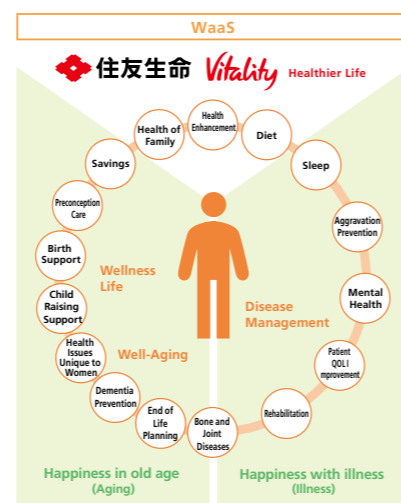 WaaS
住友生命 Vitality Healthier Life
Health
Enhancement
Health of
Family
Diet
Savings
Sleep
Preconception
Care
Aggravation
Prevention
Birth
Support
Wellness
Life
Child
Raising
Support
Disease
Management
Mental
Health
Health
Issues
Unique to
Women
Well-Aging
Patient
QOL I
mprovement
Dementia
Prevention
End of
Life
Planning
Bone and
Joint
Diseases
Rehabilitation
Happiness in old age
(Aging)
Happiness with illness
(Illness)